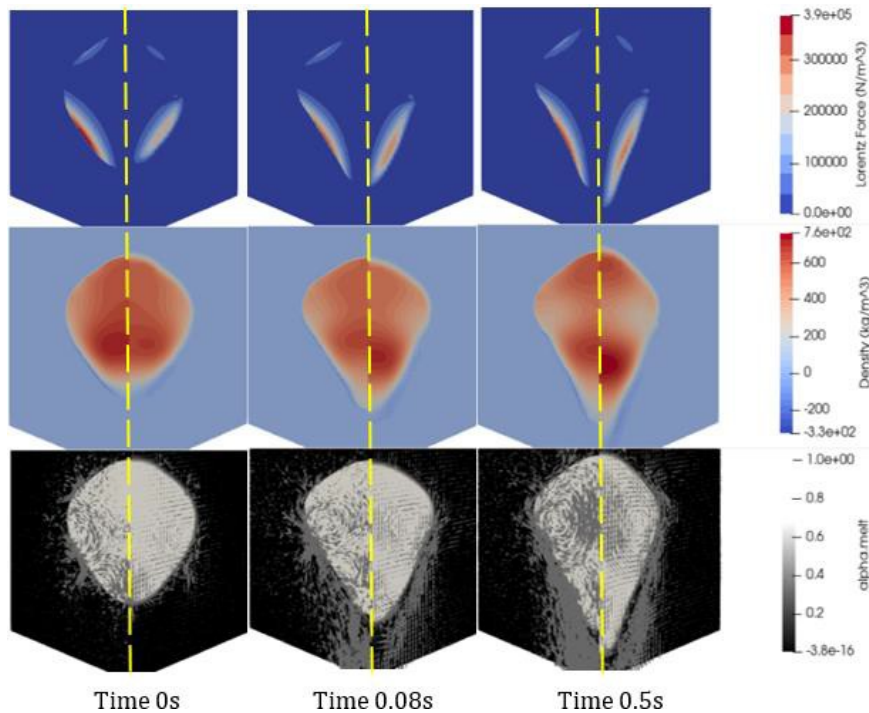 3.9e+05
300000
200000
100000
0.0e+00
Lorentz Force (N/m^3)
7.6e+02
600
400
200
0
-200
-3.3e+02
Density (kg/m^3)
1.0e+00
0.8
0.6
0.4
0.2
-3.8e-16
alpha.melt
Time 0s Time 0.08s Time 0.5s